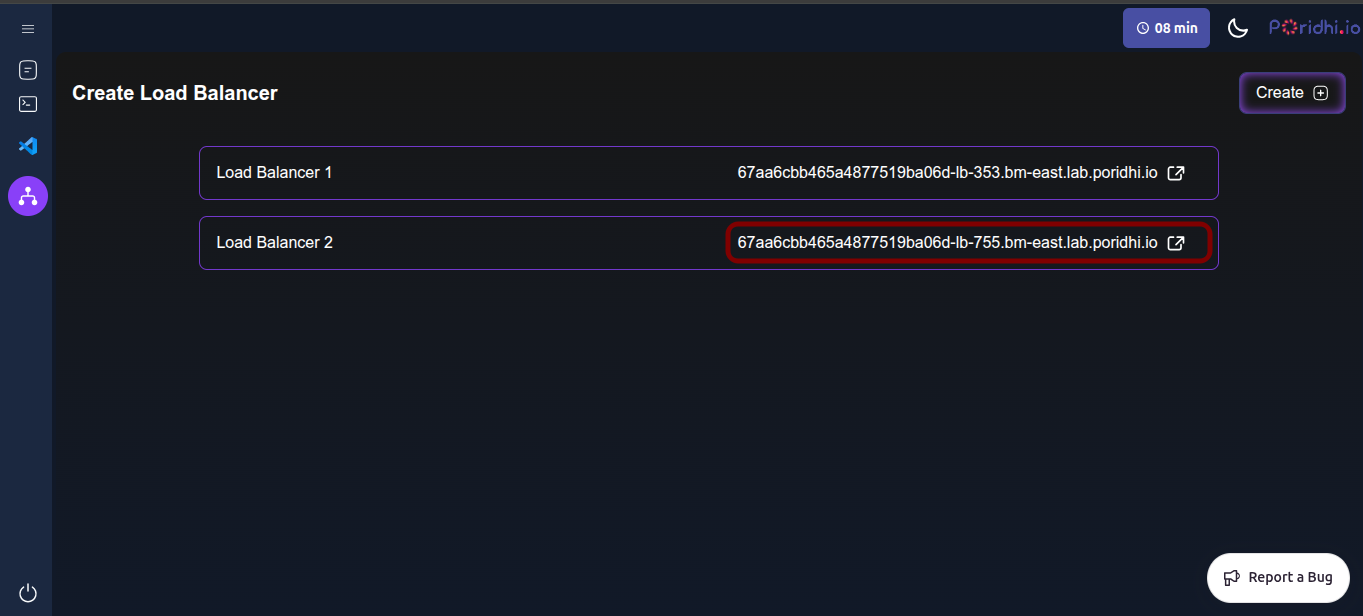 08 min
Poridhi.io
Create Load Balancer
Create
Load Balancer 1 67aa6cbb465a4877519ba06d-lb-353.bm-east.lab.poridhi.io
Load Balancer 2 67aa6cbb465a4877519ba06d-lb-755.bm-east.lab.poridhi.io
Report a Bug